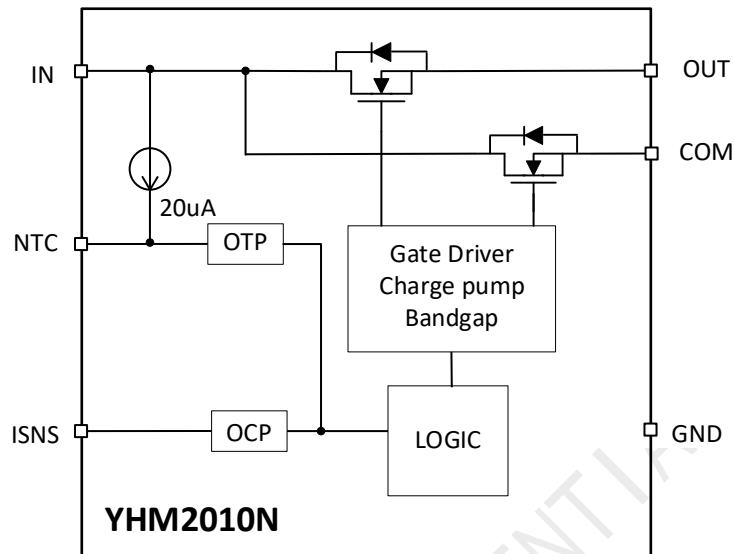 IN
OUT
COM
20uA
NTC
OTP
Gate Driver
Charge pump
Bandgap
ISNS
OCP
LOGIC
GND
YHM2010N